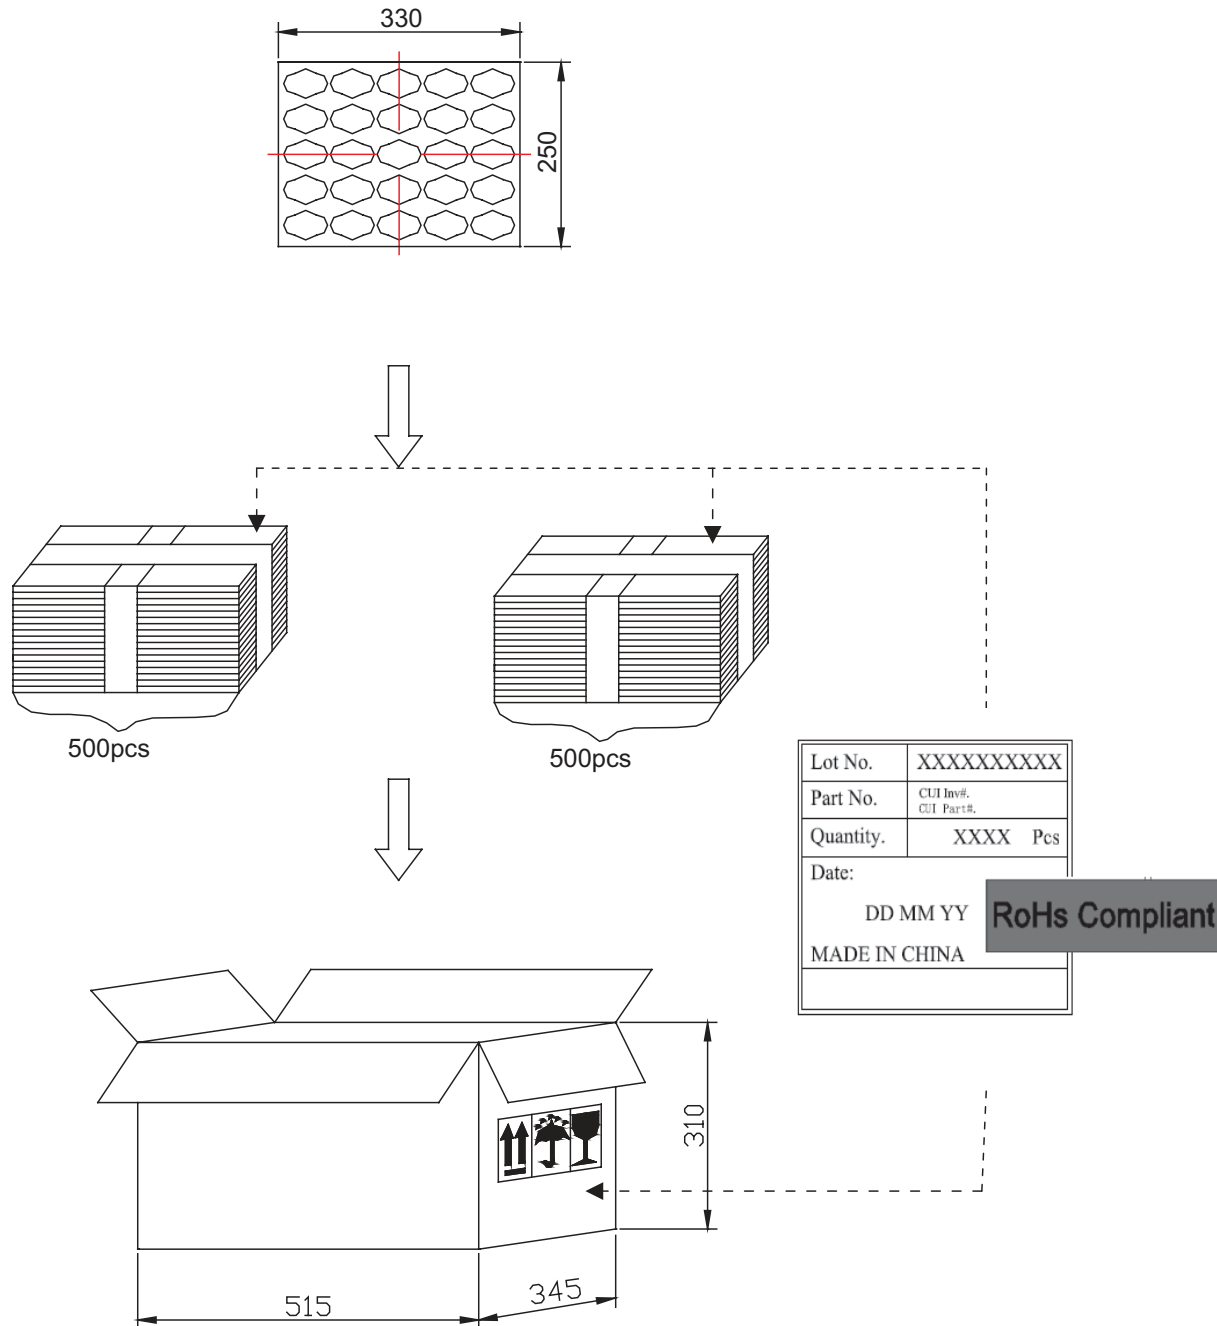 330
250
500pcs
500pcs
Lot No. XXXXXXXXXX
Part No. CUI Inv#.
CUI Part#.
Quantity. XXXX Pcs
Date:
DD MM YY
RoHs Compliant
MADE IN CHINA
310
345
515